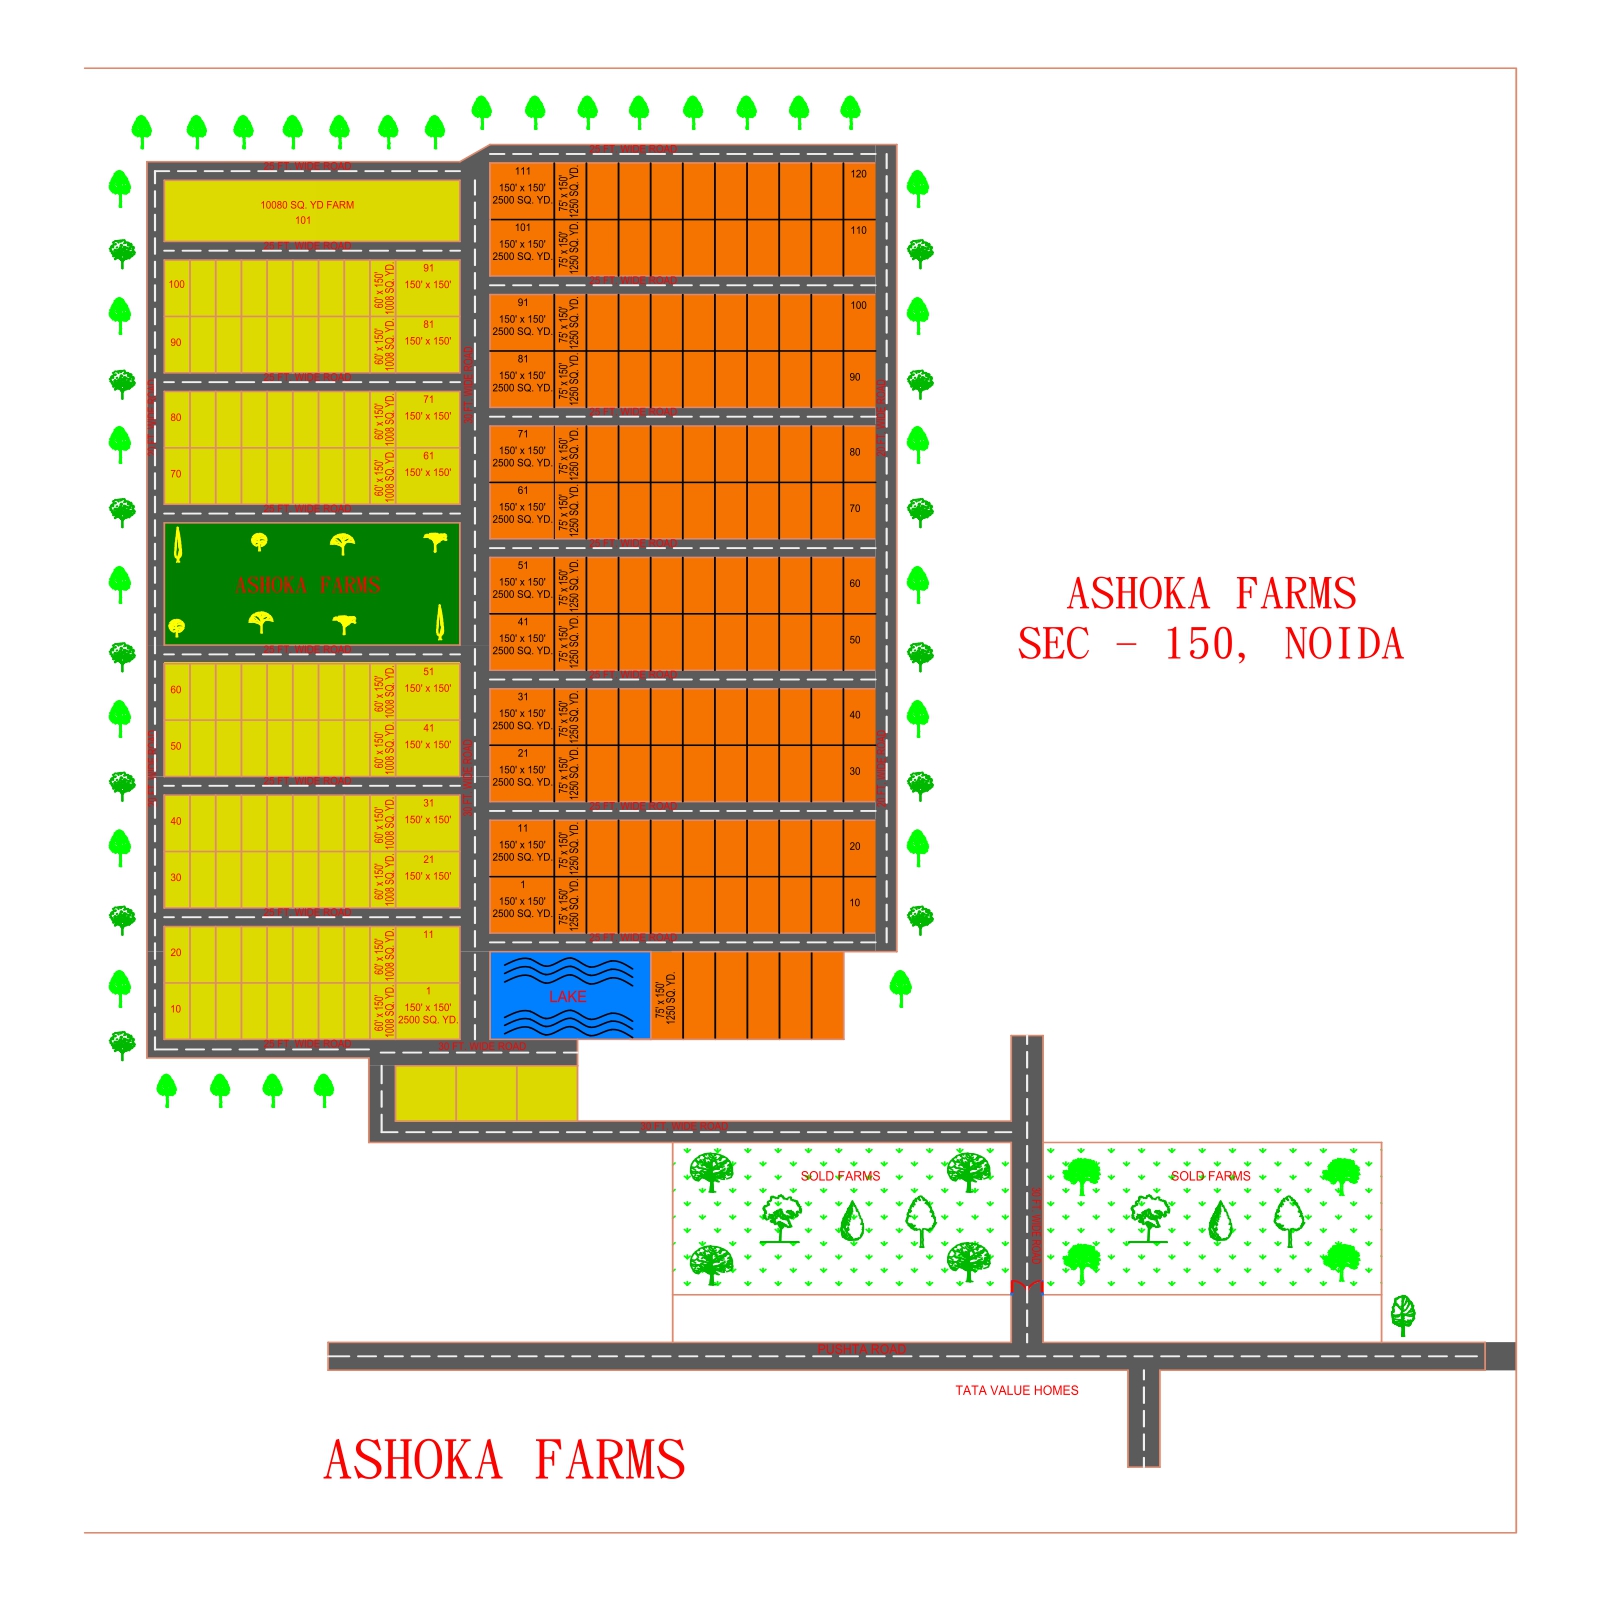 25 FT. WIDE ROAD
10080 SQ. YD FARM
101
25 FT. WIDE ROAD
100
60' x 150'
1008 SQ. YD.
91
150' x 150'
90
60' x 150'
1008 SQ. YD.
81
150' x 150'
25 FT. WIDE ROAD
80
60' x 150'
1008 SQ. YD.
71
150' x 150'
70
60' x 150'
1008 SQ. YD.
61
150' x 150'
25 FT. WIDE ROAD
ASHOKA FARMS
25 FT. WIDE ROAD
60
60' x 150'
1008 SQ. YD.
51
150' x 150'
50
60' x 150'
1008 SQ. YD.
41
150' x 150'
25 FT. WIDE ROAD
40
60' x 150'
1008 SQ. YD.
31
150' x 150'
30
60' x 150'
1008 SQ. YD.
21
150' x 150'
25 FT. WIDE ROAD
20
60' x 150'
1008 SQ. YD.
11
10
60' x 150'
1008 SQ. YD.
1
150' x 150'
2500 SQ. YD.
25 FT. WIDE ROAD
30 FT. WIDE ROAD
30 FT. WIDE ROAD
30 FT. WIDE ROAD
25 FT. WIDE ROAD
111
150' x 150'
2500 SQ. YD.
75' x 150'
1250 SQ. YD.
120
101
150' x 150'
2500 SQ. YD.
75' x 150'
1250 SQ. YD.
110
25 FT. WIDE ROAD
91
150' x 150'
2500 SQ. YD.
75' x 150'
1250 SQ. YD.
100
81
150' x 150'
2500 SQ. YD.
75' x 150'
1250 SQ. YD.
90
25 FT. WIDE ROAD
71
150' x 150'
2500 SQ. YD.
75' x 150'
1250 SQ. YD.
80
61
150' x 150'
2500 SQ. YD.
75' x 150'
1250 SQ. YD.
70
25 FT. WIDE ROAD
51
150' x 150'
2500 SQ. YD.
75' x 150'
1250 SQ. YD.
60
41
150' x 150'
2500 SQ. YD.
75' x 150'
1250 SQ. YD.
50
25 FT. WIDE ROAD
31
150' x 150'
2500 SQ. YD.
75' x 150'
1250 SQ. YD.
40
21
150' x 150'
2500 SQ. YD.
75' x 150'
1250 SQ. YD.
30
25 FT. WIDE ROAD
11
150' x 150'
2500 SQ. YD.
75' x 150'
1250 SQ. YD.
20
1
150' x 150'
2500 SQ. YD.
75' x 150'
1250 SQ. YD.
10
25 FT. WIDE ROAD
LAKE
75' x 150'
1250 SQ. YD.
ASHOKA FARMS
SEC - 150, NOIDA
30 FT. WIDE ROAD
SOLD FARMS
SOLD FARMS
WIDE ROAD
PUSHTA ROAD
TATA VALUE HOMES
ASHOKA FARMS